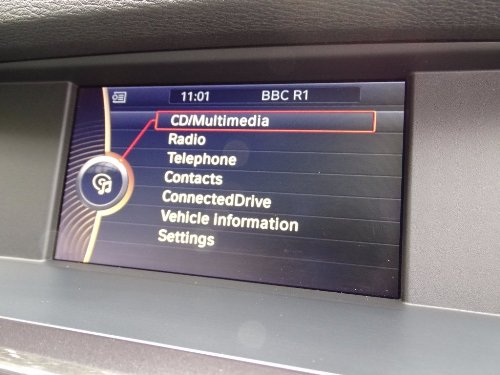 11:01 BBC R1
CD/Multimedia
Radio
Telephone
Contacts
ConnectedDrive
Vehicle Information
Settings